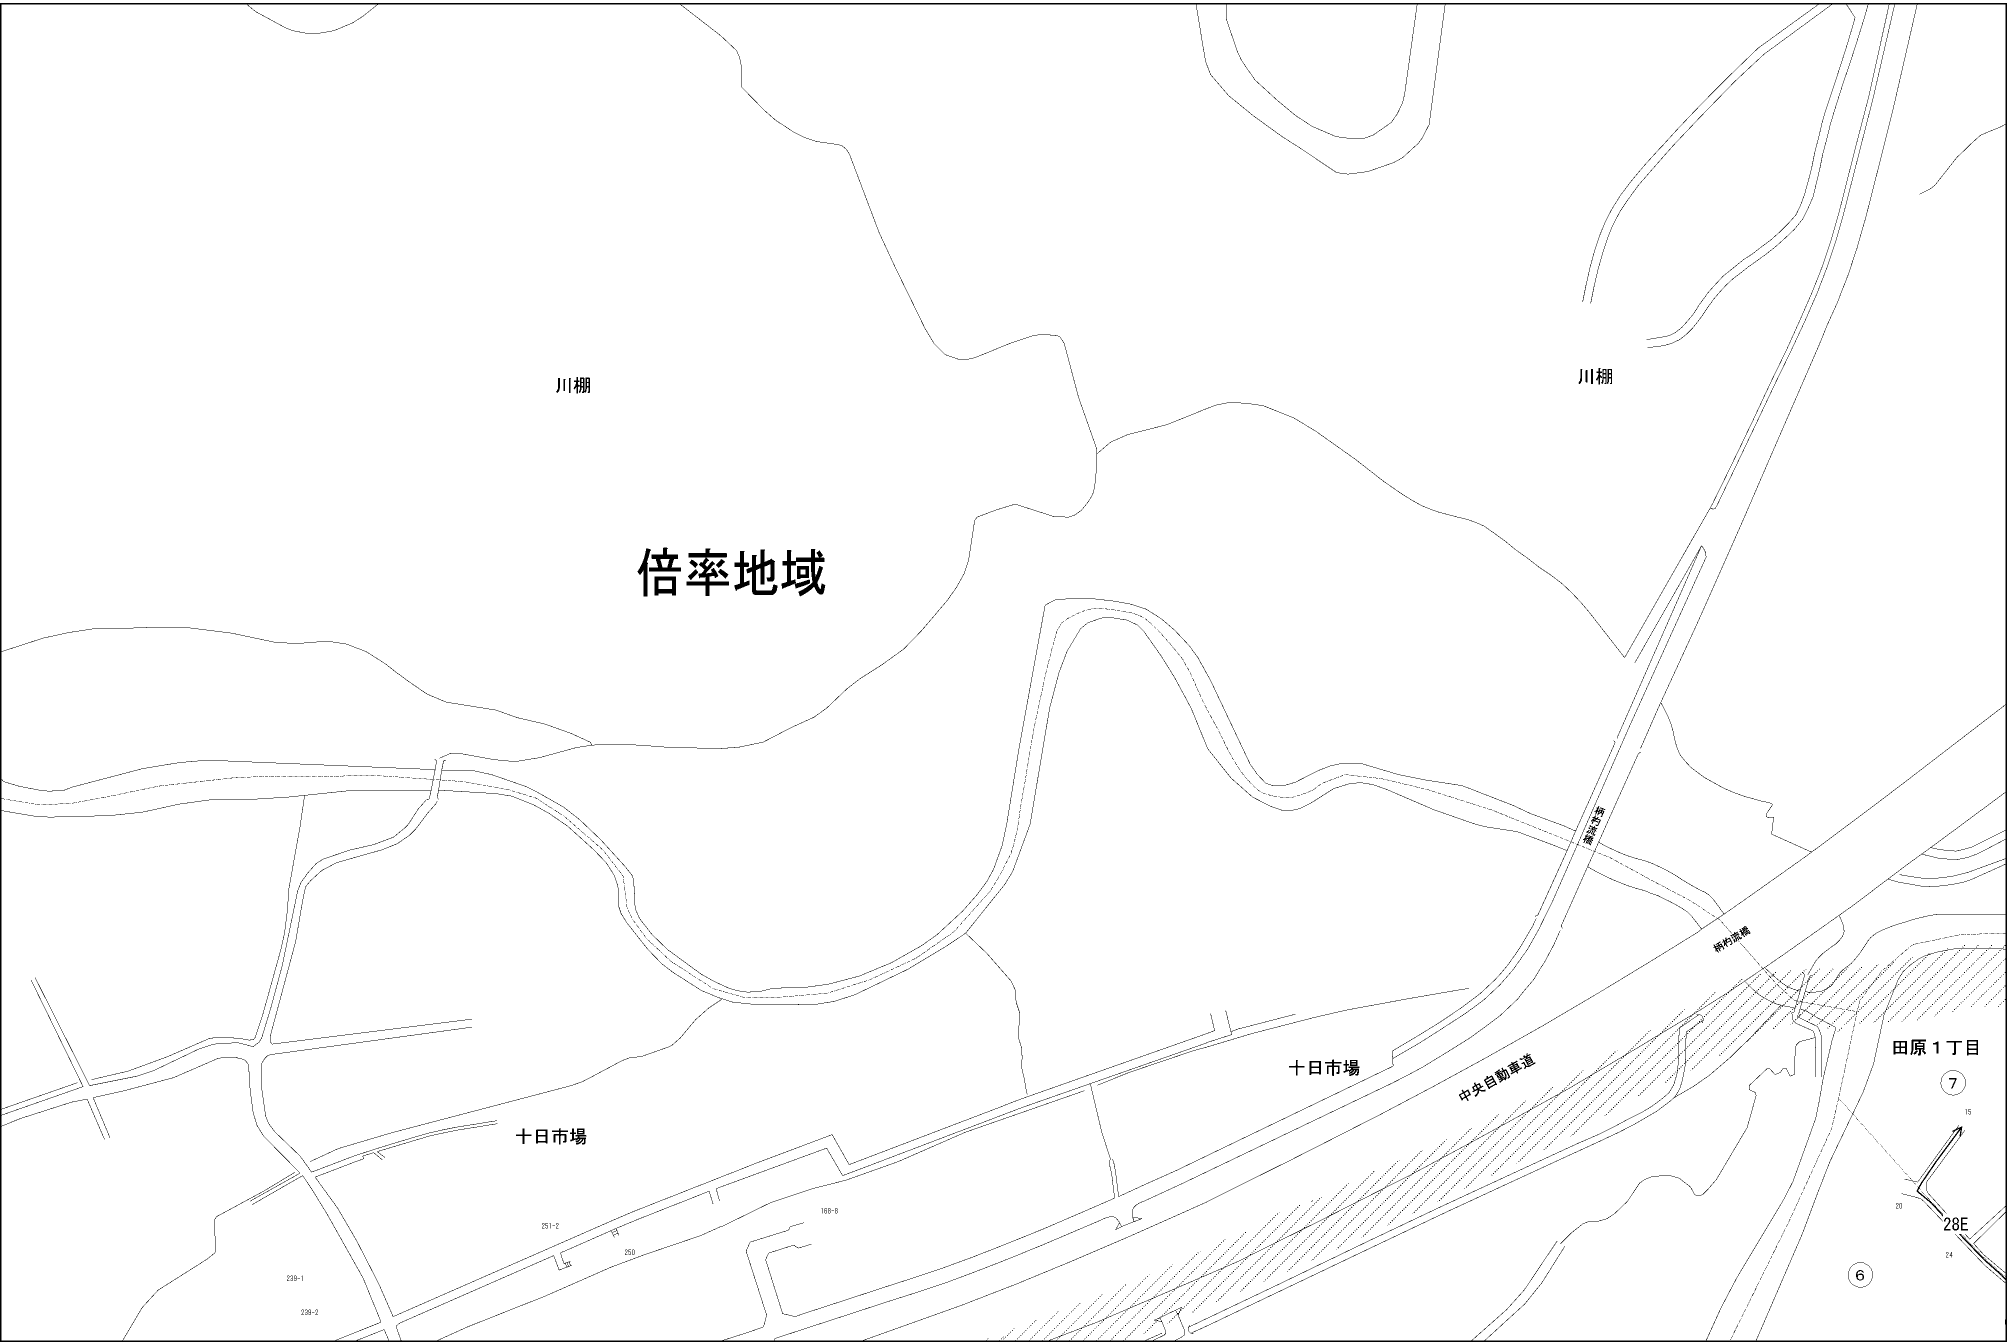 川棚
川棚
倍率地域
柄杓流橋
柄杓流橋
田原1丁目
⑦
15
十日市場
中央自動車道
十日市場
20
28E
24
⑥
168-8
251-2
250
239-1
239-2